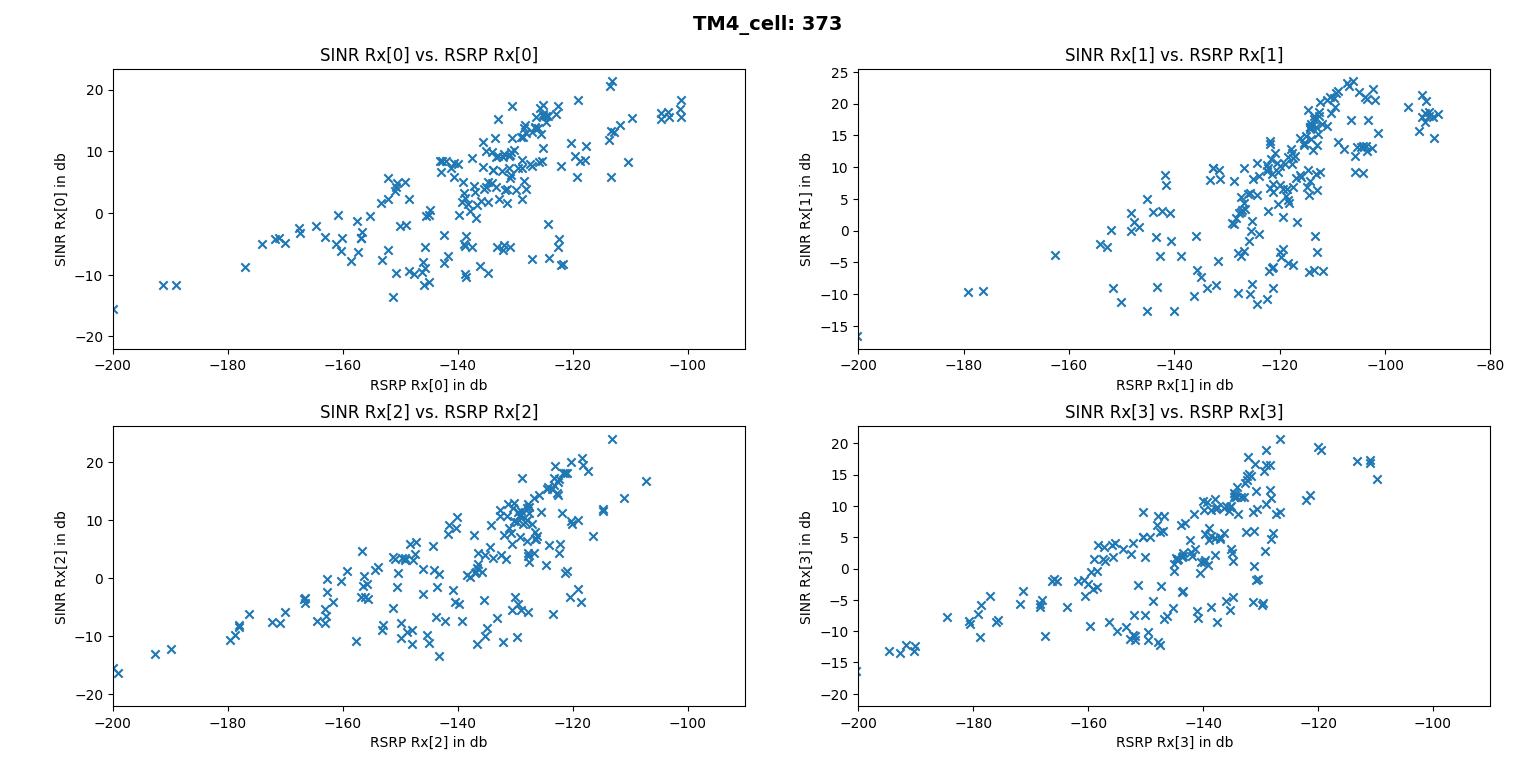 TM4_cell: 373
SINR Rx[0] vs. RSRP Rx[0]
SINR Rx[0] in db
20
10
0
−10
−20
−200 −180 −160 −140 −120 −100
RSRP Rx[0] in db
SINR Rx[1] vs. RSRP Rx[1]
SINR Rx[1] in db
25
20
15
10
5
0
−5
−10
−15
−200 −180 −160 −140 −120 −100 −80
RSRP Rx[1] in db
SINR Rx[2] vs. RSRP Rx[2]
SINR Rx[2] in db
20
10
0
−10
−20
−200 −180 −160 −140 −120 −100
RSRP Rx[2] in db
SINR Rx[3] vs. RSRP Rx[3]
SINR Rx[3] in db
20
15
10
5
0
−5
−10
−15
−20
−200 −180 −160 −140 −120 −100
RSRP Rx[3] in db